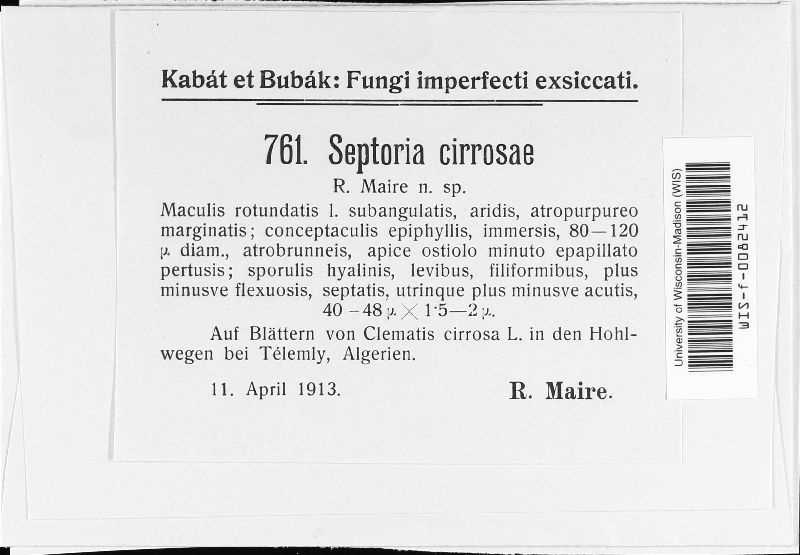 Kabát et Bubák: Fungi imperfecti exsiccati.
761. Septoria cirrosae
R. Maire n. sp.
Maculis rotundatis l. subangulatis, aridis, atropurpureo
marginatis; conceptaculis epiphyllis, immersis, 80—120
µ diam., atrobrunneis, apice ostiolo minuto epapillato
pertusis; sporulis hyalinis, levibus, filiformibus, plus
minusve flexuosis, septatis, utrinque plus minusve acutis,
40–48 µ × 1·5—2 µ.
Auf Blättern von Clematis cirrosa L. in den Hohl-
wegen bei Télemly, Algerien.
11. April 1913. R. Maire.
University of Wisconsin-Madison (WIS)
WIS-f-0082412